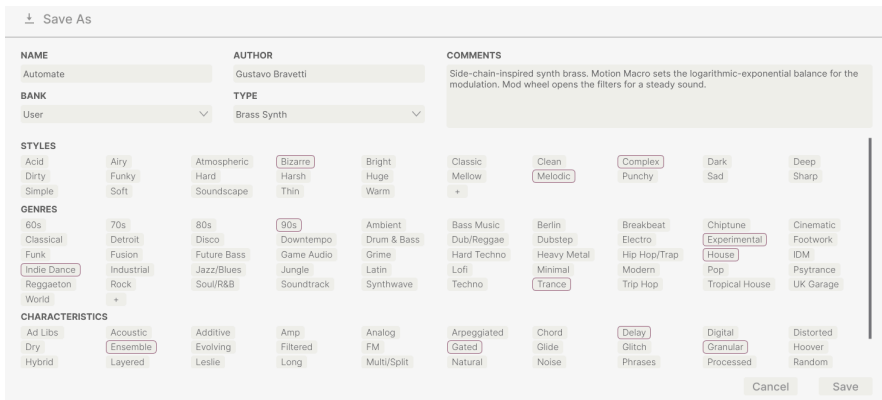 Save As
NAME AUTHOR COMMENTS
Automate Gustavo Bravetti Side-chain-inspired synth brass. Motion Macro sets the logarithmic-exponential balance for the
modulation. Mod wheel opens the filters for a steady sound.
BANK TYPE
User Brass Synth
STYLES
Acid Airy Atmospheric Bizarre Bright Classic Clean Complex Dark Deep
Dirty Funky Hard Harsh Huge Mellow Melodic Punchy Sad Sharp
Simple Soft Soundscape Thin Warm +
GENRES
60s 70s 80s 90s Ambient Bass Music Berlin Breakbeat Chiptune Cinematic
Classical Detroit Disco Downtempo Drum & Bass Dub/Reggae Dubstep Electro Experimental Footwork
Funk Fusion Future Bass Game Audio Grime Hard Techno Heavy Metal Hip Hop/Trap House IDM
Indie Dance Industrial Jazz/Blues Jungle Latin Lofi Minimal Modern Pop Psytrance
Reggaeton Rock Soul/R&B Soundtrack Synthwave Techno Trance Trip Hop Tropical House UK Garage
World +
CHARACTERISTICS
Ad Libs Acoustic Additive Amp Analog Arpeggiated Chord Delay Digital Distorted
Dry Ensemble Evolving Filtered FM Gated Glide Glitch Granular Hoover
Hybrid Layered Leslie Long Multi/Split Natural Noise Phrases Processed Random
Cancel Save